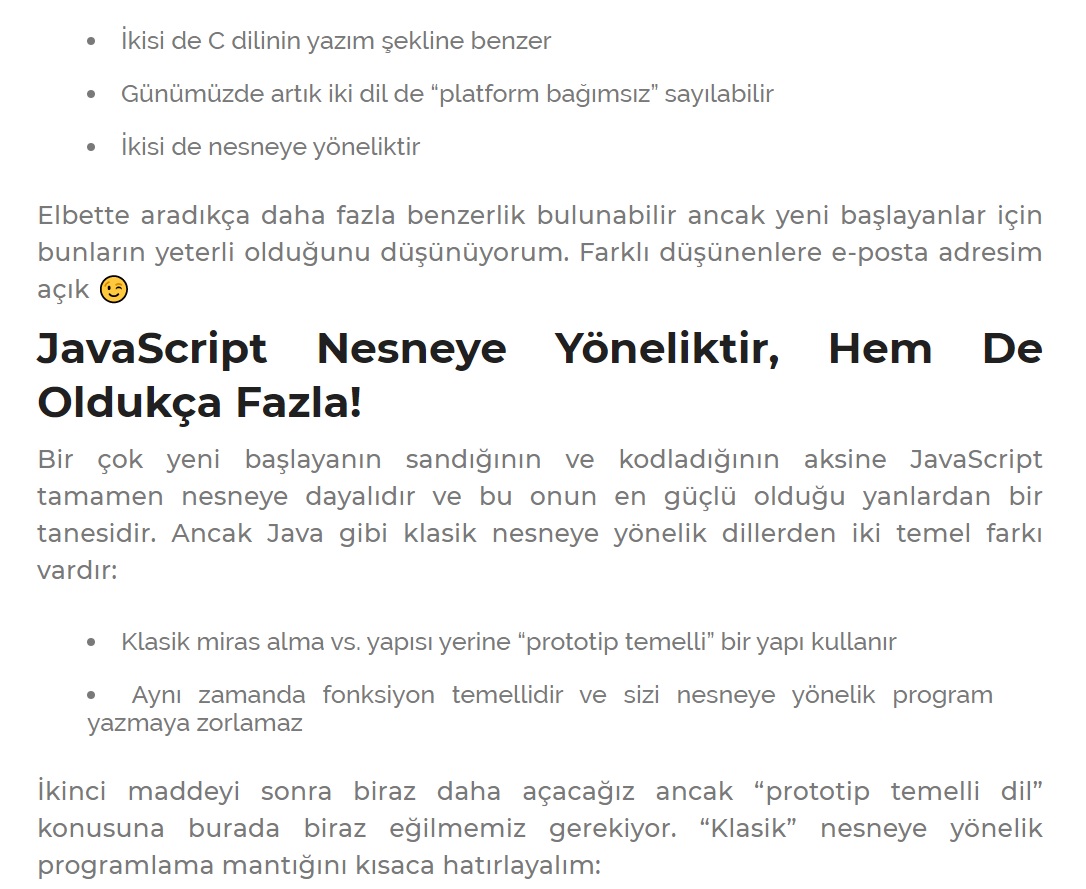 • İkisi de C dilinin yazım şekline benzer
• Günümüzde artık iki dil de “platform bağımsız” sayılabilir
• İkisi de nesneye yöneliktir
Elbette aradıkça daha fazla benzerlik bulunabilir ancak yeni başlayanlar için
bunların yeterli olduğunu düşünüyorum. Farklı düşünenlere e-posta adresim
açık 😉
JavaScript Nesneye Yöneliktir, Hem De
Oldukça Fazla!
Bir çok yeni başlayanın sandığının ve kodladığının aksine JavaScript
tamamen nesneye dayalıdır ve bu onun en güçlü olduğu yanlardan bir
tanesidir. Ancak Java gibi klasik nesneye yönelik dillerden iki temel farkı
vardır:
• Klasik miras alma vs. yapısı yerine “prototip temelli” bir yapı kullanır
• Aynı zamanda fonksiyon temellidir ve sizi nesneye yönelik program
yazmaya zorlamaz
İkinci maddeyi sonra biraz daha açacağız ancak “prototip temelli dil”
konusuna burada biraz eğilmemiz gerekiyor. “Klasik” nesneye yönelik
programlama mantığını kısaca hatırlayalım: